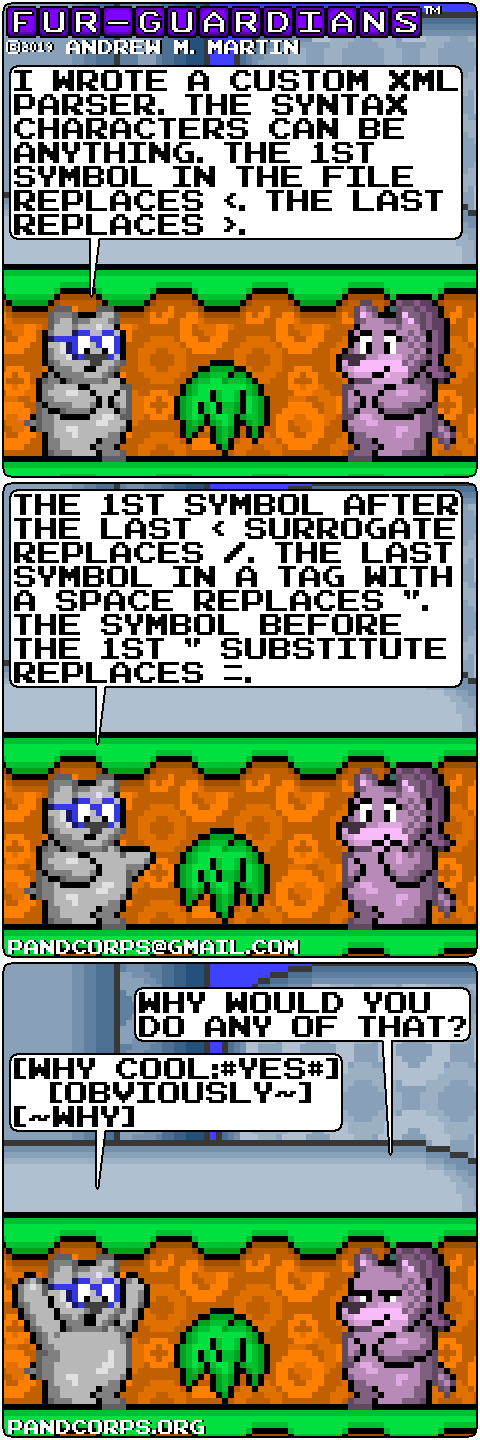 FUR-GUARDIANS™
©2019 ANDREW M. MARTIN
I WROTE A CUSTOM XML
PARSER. THE SYNTAX
CHARACTERS CAN BE
ANYTHING. THE 1ST
SYMBOL IN THE FILE
REPLACES <. THE LAST
REPLACES >.
THE 1ST SYMBOL AFTER
THE LAST < SURROGATE
REPLACES /. THE LAST
SYMBOL IN A TAG WITH
A SPACE REPLACES ".
THE SYMBOL BEFORE
THE 1ST " SUBSTITUTE
REPLACES =.
PANDCORPS@GMAIL.COM
WHY WOULD YOU
DO ANY OF THAT?
[WHY COOL:#YES#]
[OBVIOUSLY~]
[~WHY]
PANDCORPS.ORG